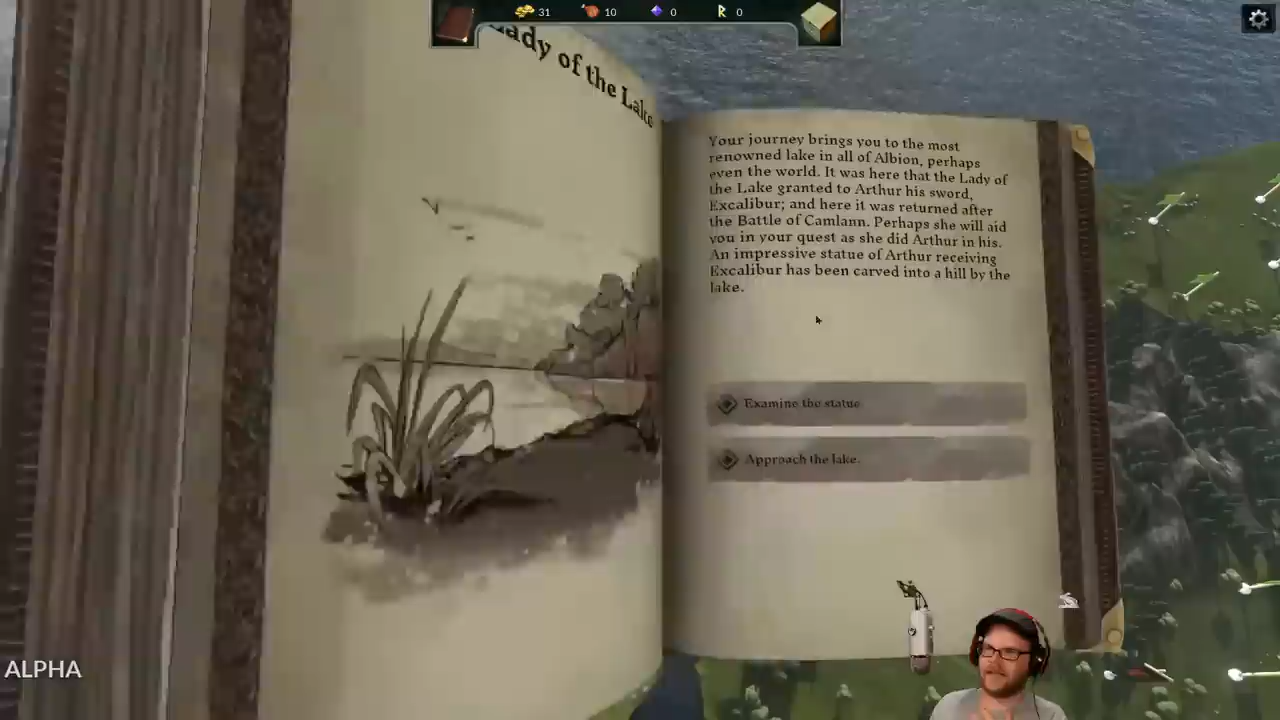 31 10 0 0
Lady of the Lake
Your journey brings you to the most
renowned lake in all of Albion, perhaps
even the world. It was here that the Lady of
the Lake granted to Arthur his sword,
Excalibur; and here it was returned after
the Battle of Camlann. Perhaps she will aid
you in your quest as she did Arthur in his.
An impressive statue of Arthur receiving
Excalibur has been carved into a hill by the
lake.
Examine the statue.
Approach the lake.
ALPHA